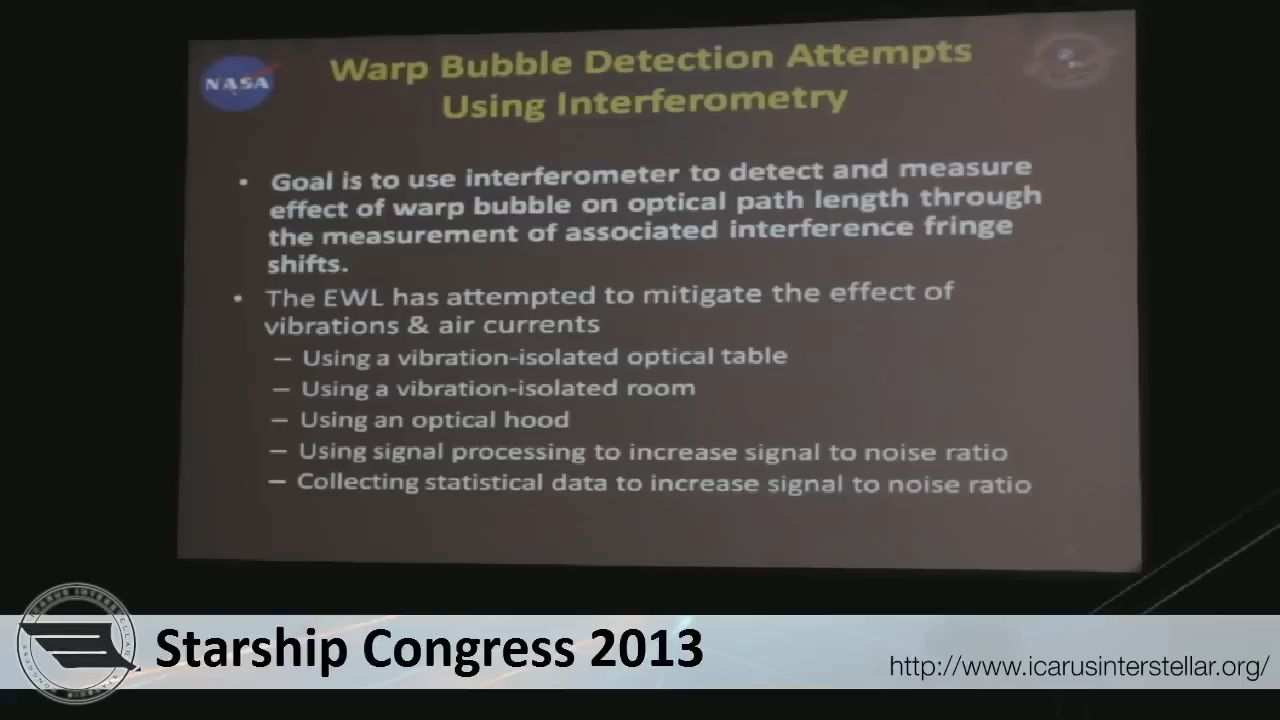 NASA
Warp Bubble Detection Attempts
Using Interferometry
• Goal is to use interferometer to detect and measure
effect of warp bubble on optical path length through
the measurement of associated interference fringe
shifts.
• The EWL has attempted to mitigate the effect of
vibrations & air currents
– Using a vibration-isolated optical table
– Using a vibration-isolated room
– Using an optical hood
– Using signal processing to increase signal to noise ratio
– Collecting statistical data to increase signal to noise ratio
ICARUS INTERSTELLAR
STARSHIP CONGRESS
Starship Congress 2013
http://www.icarusinterstellar.org/